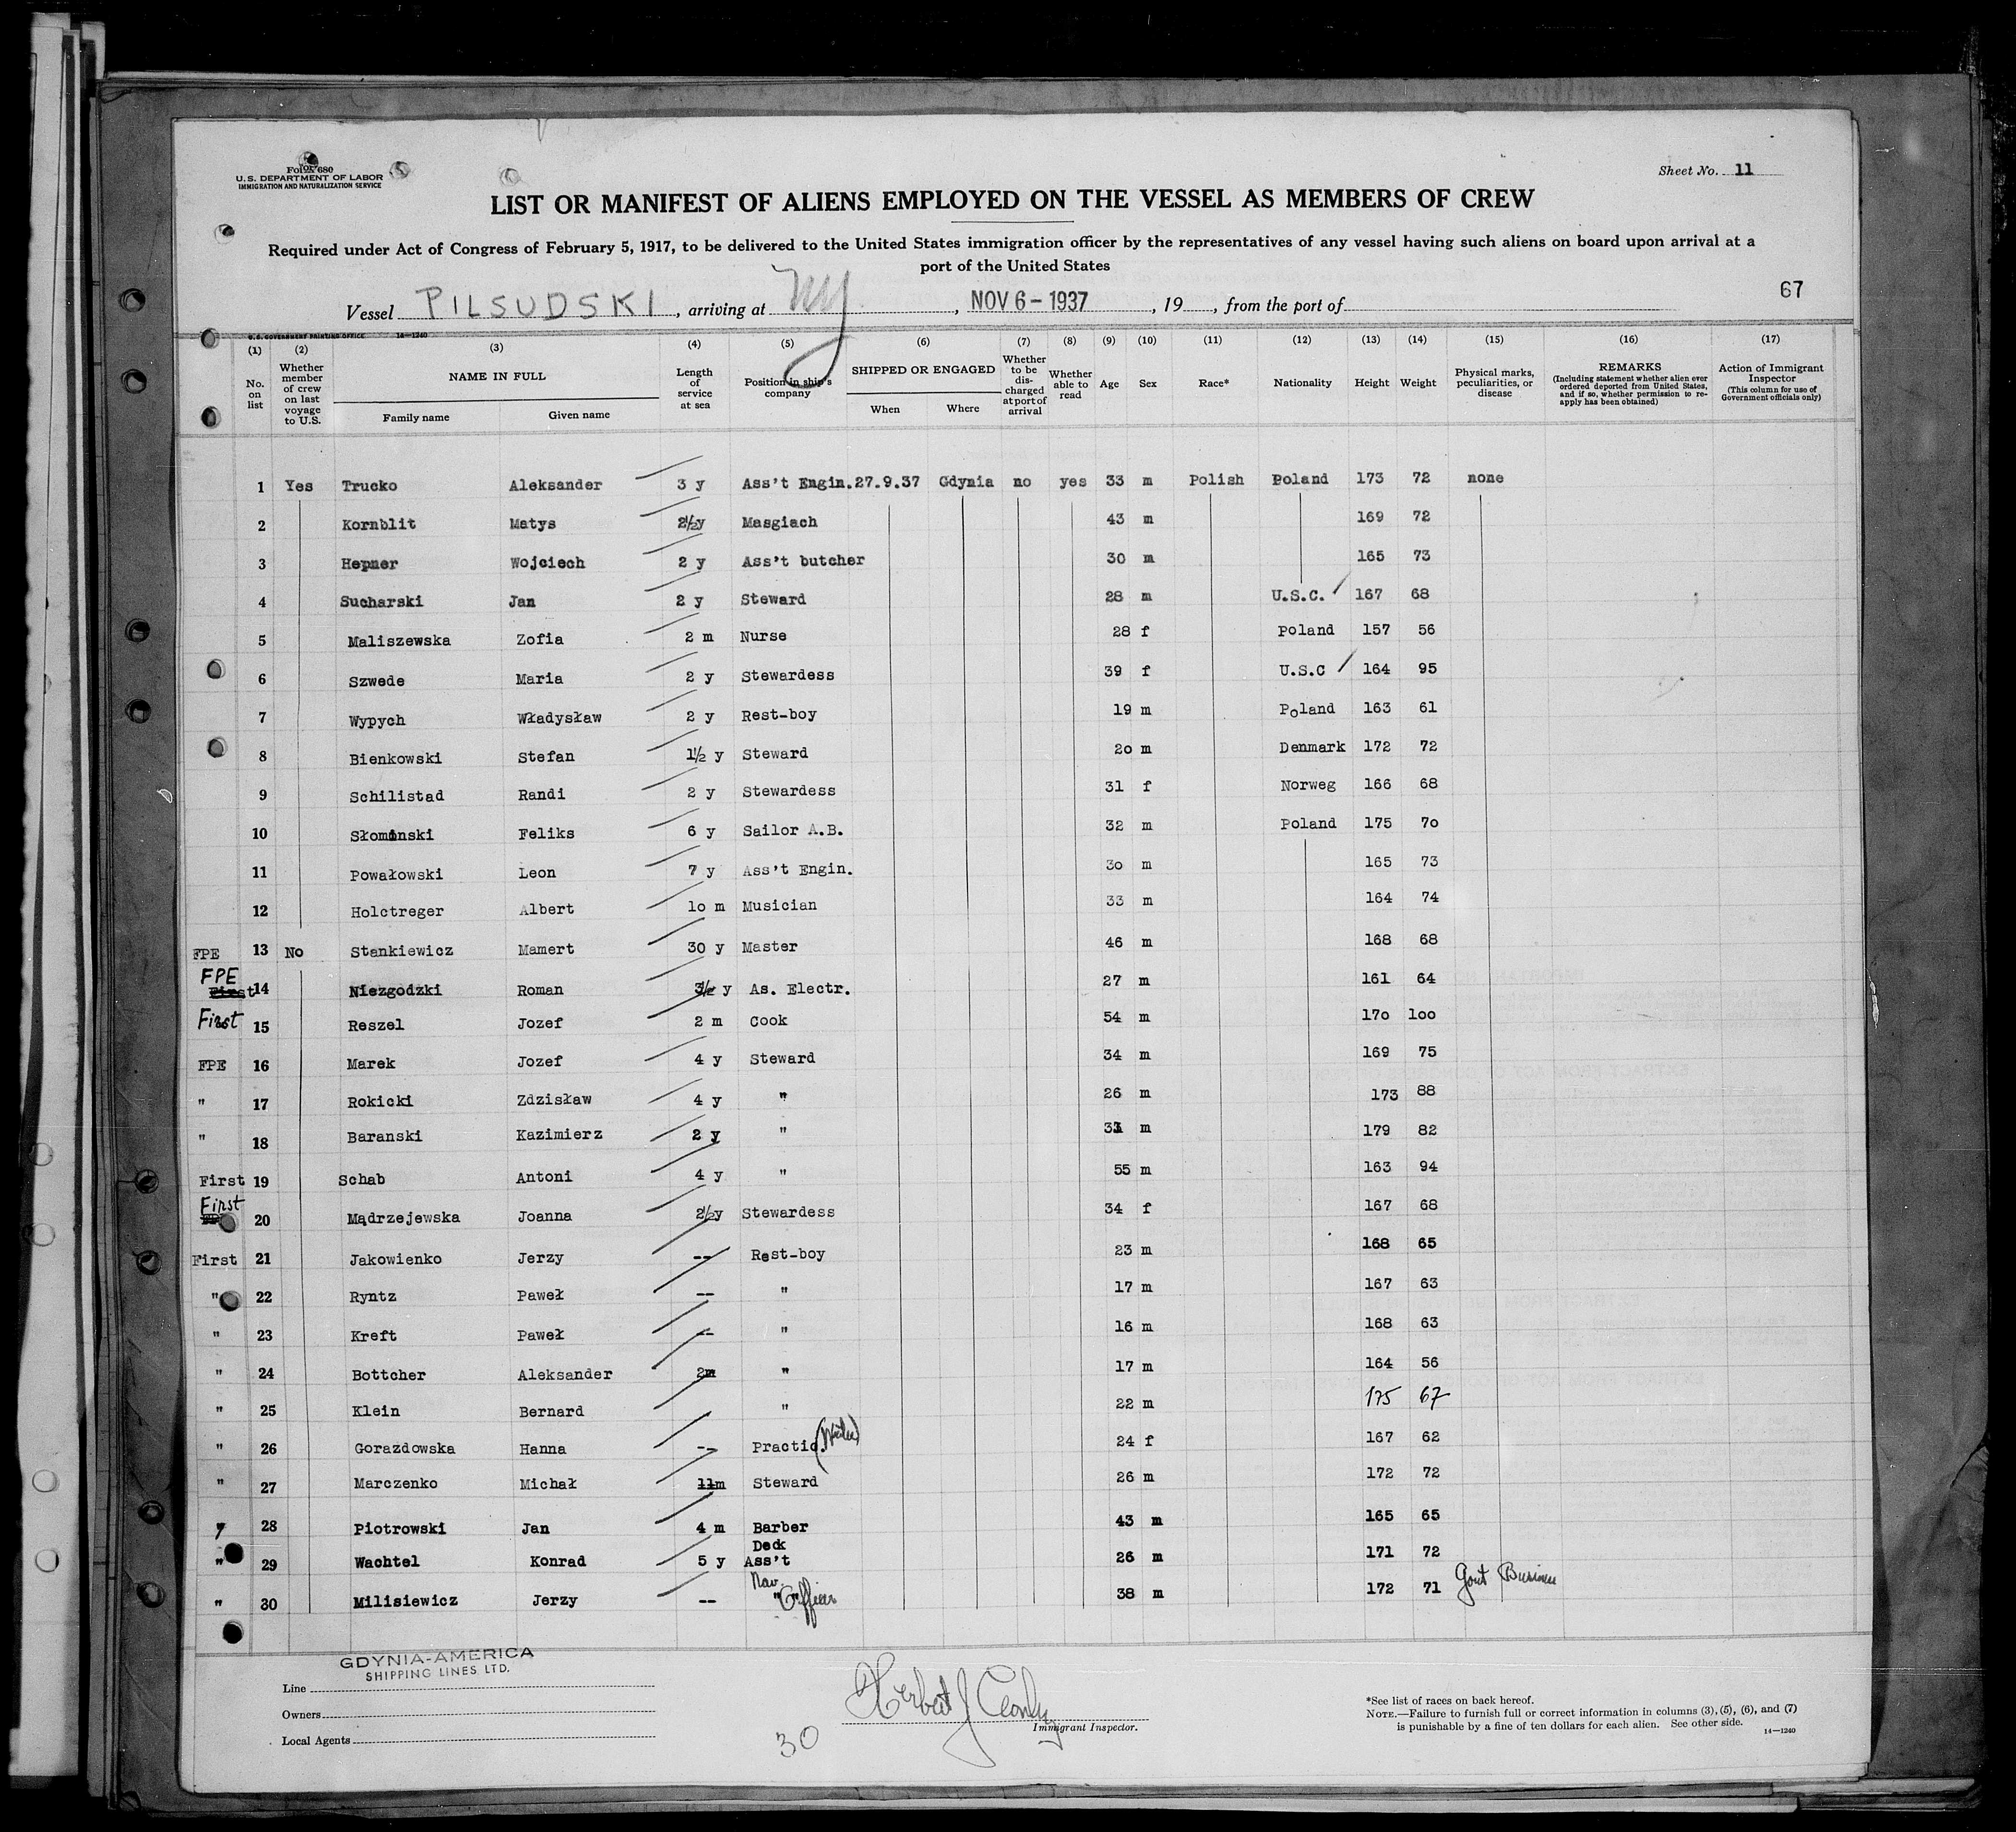 Form 680
U. S. DEPARTMENT OF LABOR
IMMIGRATION AND NATURALIZATION SERVICE
Sheet No. 11
LIST OR MANIFEST OF ALIENS EMPLOYED ON THE VESSEL AS MEMBERS OF CREW
Required under Act of Congress of February 5, 1917, to be delivered to the United States immigration officer by the representatives of any vessel having such aliens on board upon arrival at a
port of the United States
67
Vessel PILSUDSKI, arriving at NY, NOV 6 - 1937, 19, from the port of
U. S. GOVERNMENT PRINTING OFFICE 14—1240
(1) (2) (3) (4) (5) (6) (7) (8) (9) (10) (11) (12) (13) (14) (15) (16) (17)
No. on list
Whether member of crew on last voyage to U.S.
NAME IN FULL
Family name Given name
Length of service at sea
Position in ship's company
SHIPPED OR ENGAGED
When Where
Whether to be discharged at port of arrival
Whether able to read
Age Sex Race* Nationality Height Weight
Physical marks, peculiarities, or disease
REMARKS
(Including statement whether alien ever ordered deported from United States, and if so, whether permission to re-apply has been obtained)
Action of Immigrant Inspector
(This column for use of Government officials only)
1 Yes Trucko Aleksander 3 y Ass't Engin. 27.9.37 Gdynia no yes 33 m Polish Poland 173 72 none
2 Kornblit Matys 2½y Masgiach 43 m 169 72
3 Hepner Wojciech 2 y Ass't butcher 30 m 165 73
4 Sucharski Jan 2 y Steward 28 m U.S.C. 167 68
5 Maliszewska Zofia 2 m Nurse 28 f Poland 157 56
6 Szwede Maria 2 y Stewardess 39 f U.S.C 164 95
7 Wypych Władysław 2 y Rest-boy 19 m Poland 163 61
8 Bienkowski Stefan 1½ y Steward 20 m Denmark 172 72
9 Schilistad Randi 2 y Stewardess 31 f Norweg 166 68
10 Słominski Feliks 6 y Sailor A.B. 32 m Poland 175 70
11 Powałowski Leon 7 y Ass't Engin. 30 m 165 73
12 Holctreger Albert 10 m Musician 33 m 164 74
FPE 13 No Stankiewicz Mamert 30 y Master 46 m 168 68
FPE First 14 Niezgodzki Roman 3½ y As. Electr. 27 m 161 64
First 15 Reszel Jozef 2 m Cook 54 m 170 100
FPE 16 Marek Jozef 4 y Steward 34 m 169 75
" 17 Rokicki Zdzisław 4 y " 26 m 173 88
" 18 Baranski Kazimierz 2 y " 33 m 179 82
First 19 Schab Antoni 4 y " 55 m 163 94
First 20 Mądrzejewska Joanna 2½y Stewardess 34 f 167 68
First 21 Jakowienko Jerzy -- Rest-boy 23 m 168 65
" 22 Ryntz Paweł -- " 17 m 167 63
" 23 Kreft Paweł -- " 16 m 168 63
" 24 Bottcher Aleksander 2m " 17 m 164 56
" 25 Klein Bernard " 22 m 175 67
" 26 Gorazdowska Hanna -- Practic. 24 f 167 62
" 27 Marczenko Michał 11m Steward 26 m 172 72
" 28 Piotrowski Jan 4 m Barber 43 m 165 65
" 29 Wachtel Konrad 5 y Deck Ass't 26 m 171 72
" 30 Milisiewicz Jerzy -- Nav. " Officer 38 m 172 71 Govt Business
GDYNIA-AMERICA
SHIPPING LINES LTD.
Line
Owners
Local Agents
30
Herbert J
Immigrant Inspector.
*See list of races on back hereof.
NOTE.—Failure to furnish full or correct information in columns (3), (5), (6), and (7)
is punishable by a fine of ten dollars for each alien. See other side.
14—1240